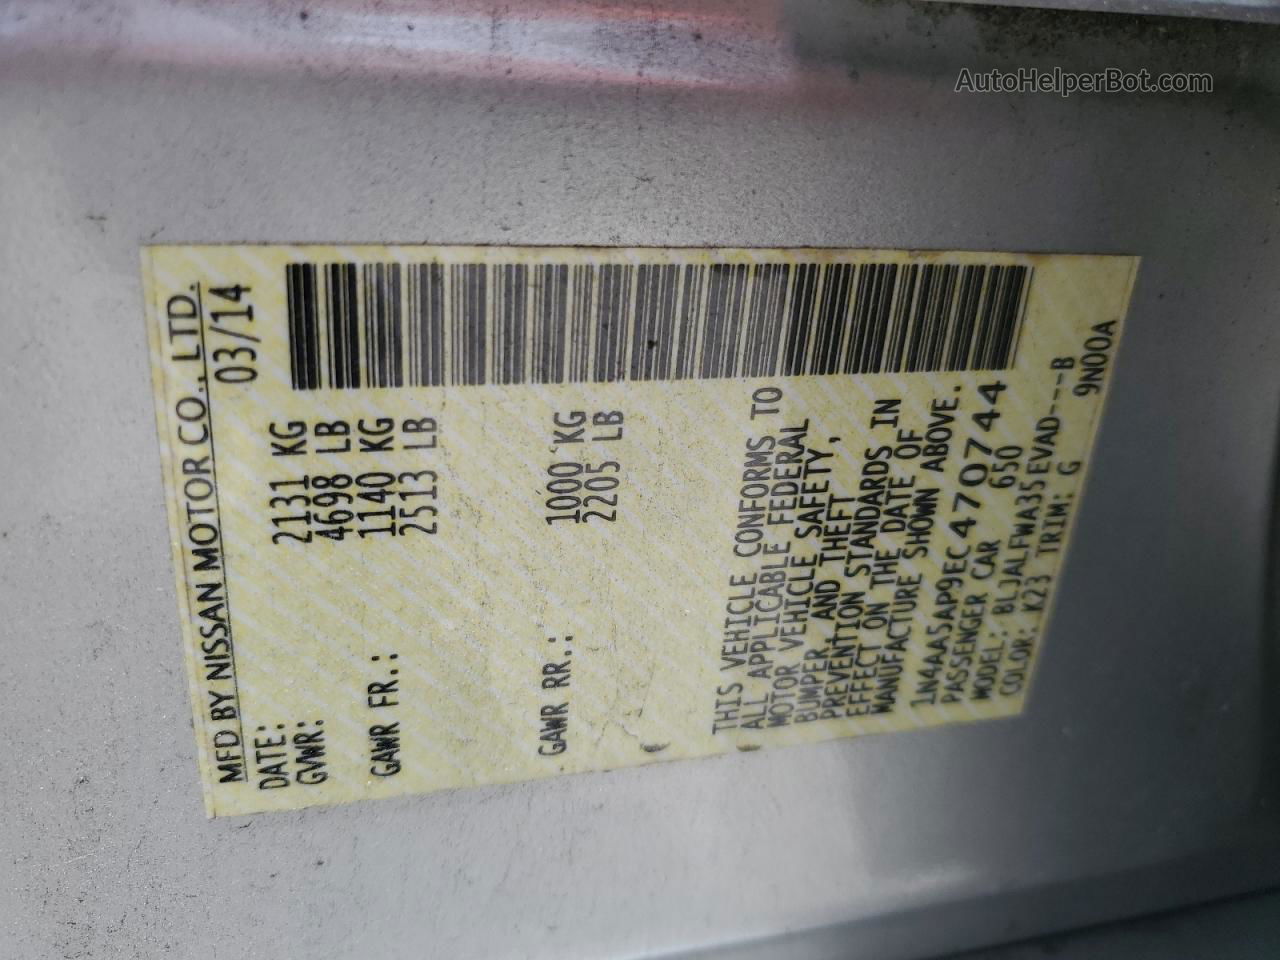 AutoHelperBot.com
MFD BY NISSAN MOTOR CO., LTD.
DATE: 03/14
GVWR: 2131 KG
4698 LB
GAWR FR.: 1140 KG
2513 LB
GAWR RR.: 1000 KG
2205 LB
THIS VEHICLE CONFORMS TO
ALL APPLICABLE FEDERAL
MOTOR VEHICLE SAFETY,
BUMPER, AND THEFT
PREVENTION STANDARDS IN
EFFECT ON THE DATE OF
MANUFACTURE SHOWN ABOVE.
1N4AA5AP9EC470744
PASSENGER CAR 650
MODEL: BLJALFWA35EVAD---B
COLOR: K23 TRIM: G 9N00A